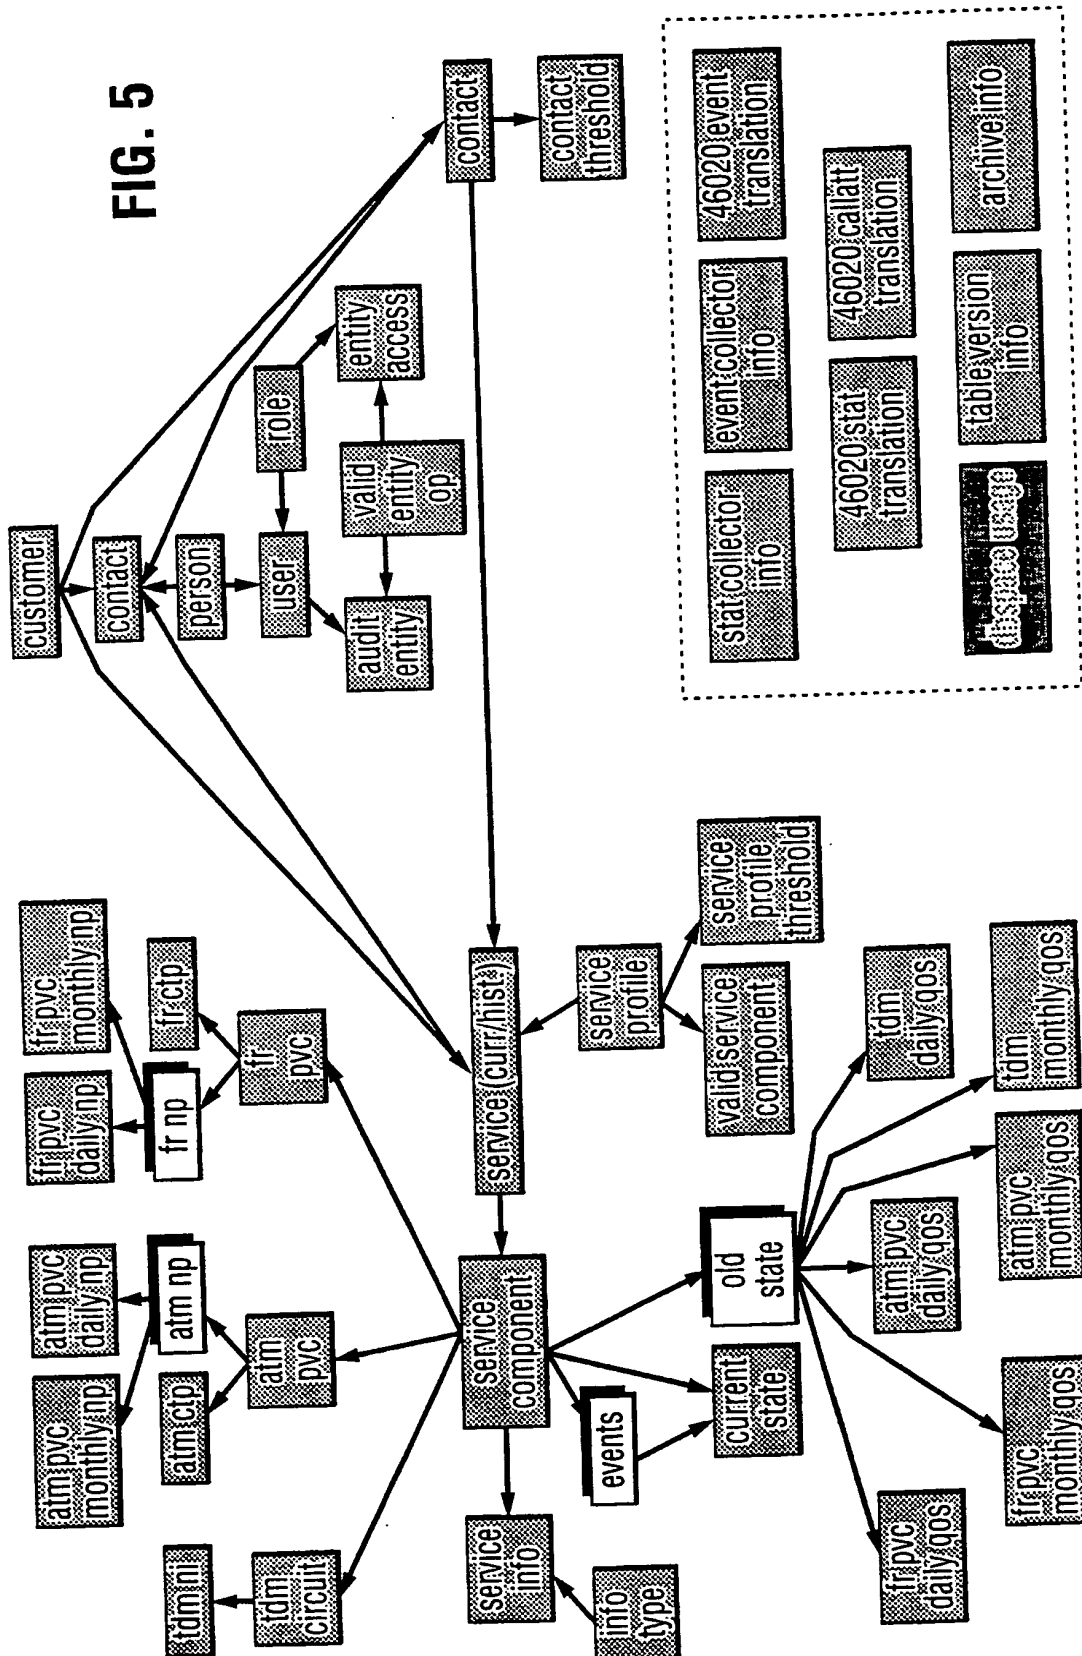 FIG. 5
customer
contact
person
user
role
audit
entity
valid
entity
op
entity
access
contact
contact
threshold
tdm nl
tdm
circuit
atm pvc
monthly np
atm pvc
daily np
atm ctp
atm np
atm
pvc
fr pvc
daily np
fr pvc
monthly np
fr np
fr ctp
fr
pvc
service
info
info
type
service
component
service (curr/hist)
events
current
state
old
state
service
profile
valid service
component
service
profile
threshold
fr pvc
daily qos
fr pvc
monthly qos
atm pvc
daily qos
atm pvc
monthly qos
tdm
daily qos
tdm
monthly qos
stat collector
info
event collector
info
46020 event
translation
46020 stat
translation
46020 callatt
translation
dbspace usage
table version
info
archive info